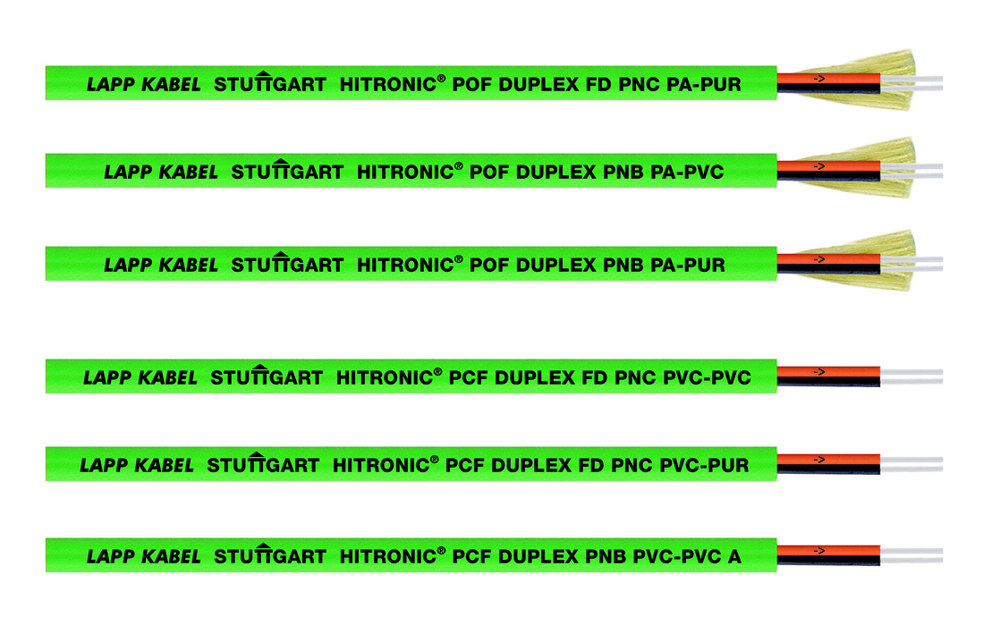 LAPP KABEL STUTTGART HITRONIC® POF DUPLEX FD PNC PA-PUR ->
LAPP KABEL STUTTGART HITRONIC® POF DUPLEX PNB PA-PVC ->
LAPP KABEL STUTTGART HITRONIC® POF DUPLEX PNB PA-PUR ->
LAPP KABEL STUTTGART HITRONIC® PCF DUPLEX FD PNC PVC-PVC ->
LAPP KABEL STUTTGART HITRONIC® PCF DUPLEX FD PNC PVC-PUR ->
LAPP KABEL STUTTGART HITRONIC® PCF DUPLEX PNB PVC-PVC A ->